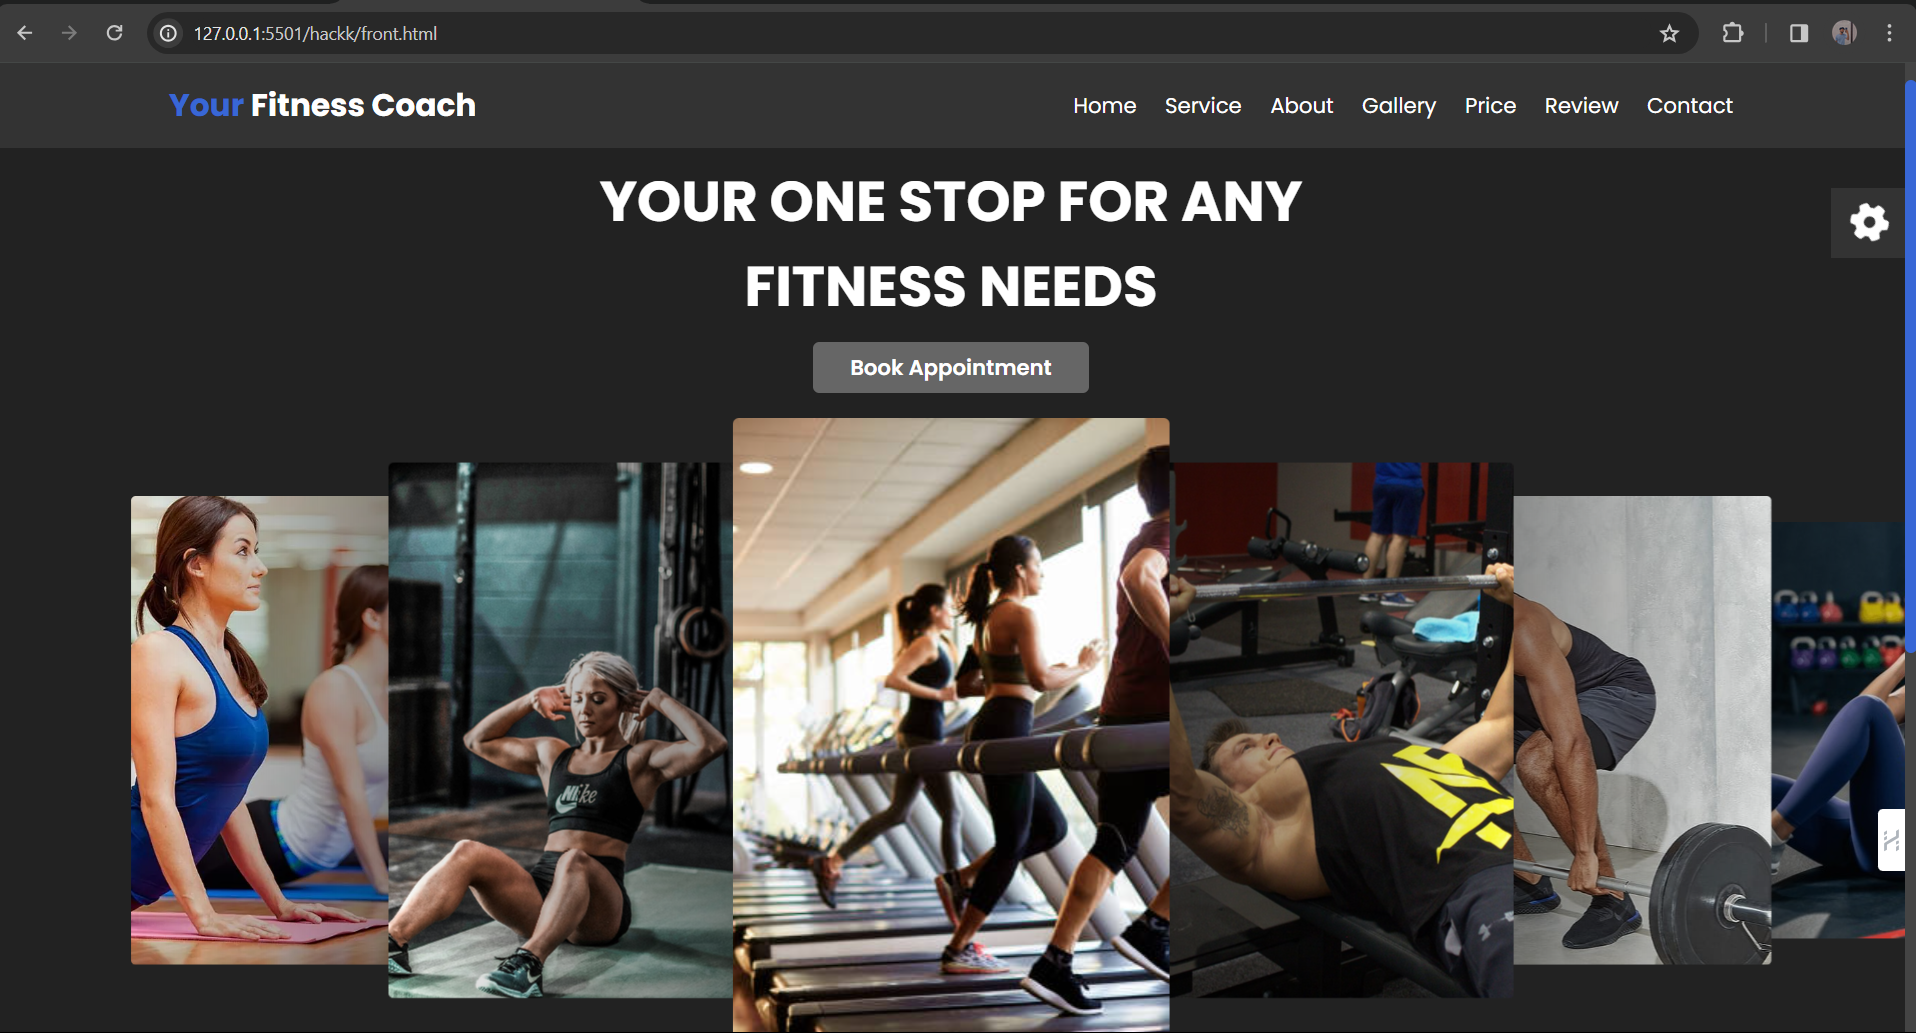 127.0.0.1:5501/hackk/front.html
Your Fitness Coach
Home Service About Gallery Price Review Contact
YOUR ONE STOP FOR ANY
FITNESS NEEDS
Book Appointment